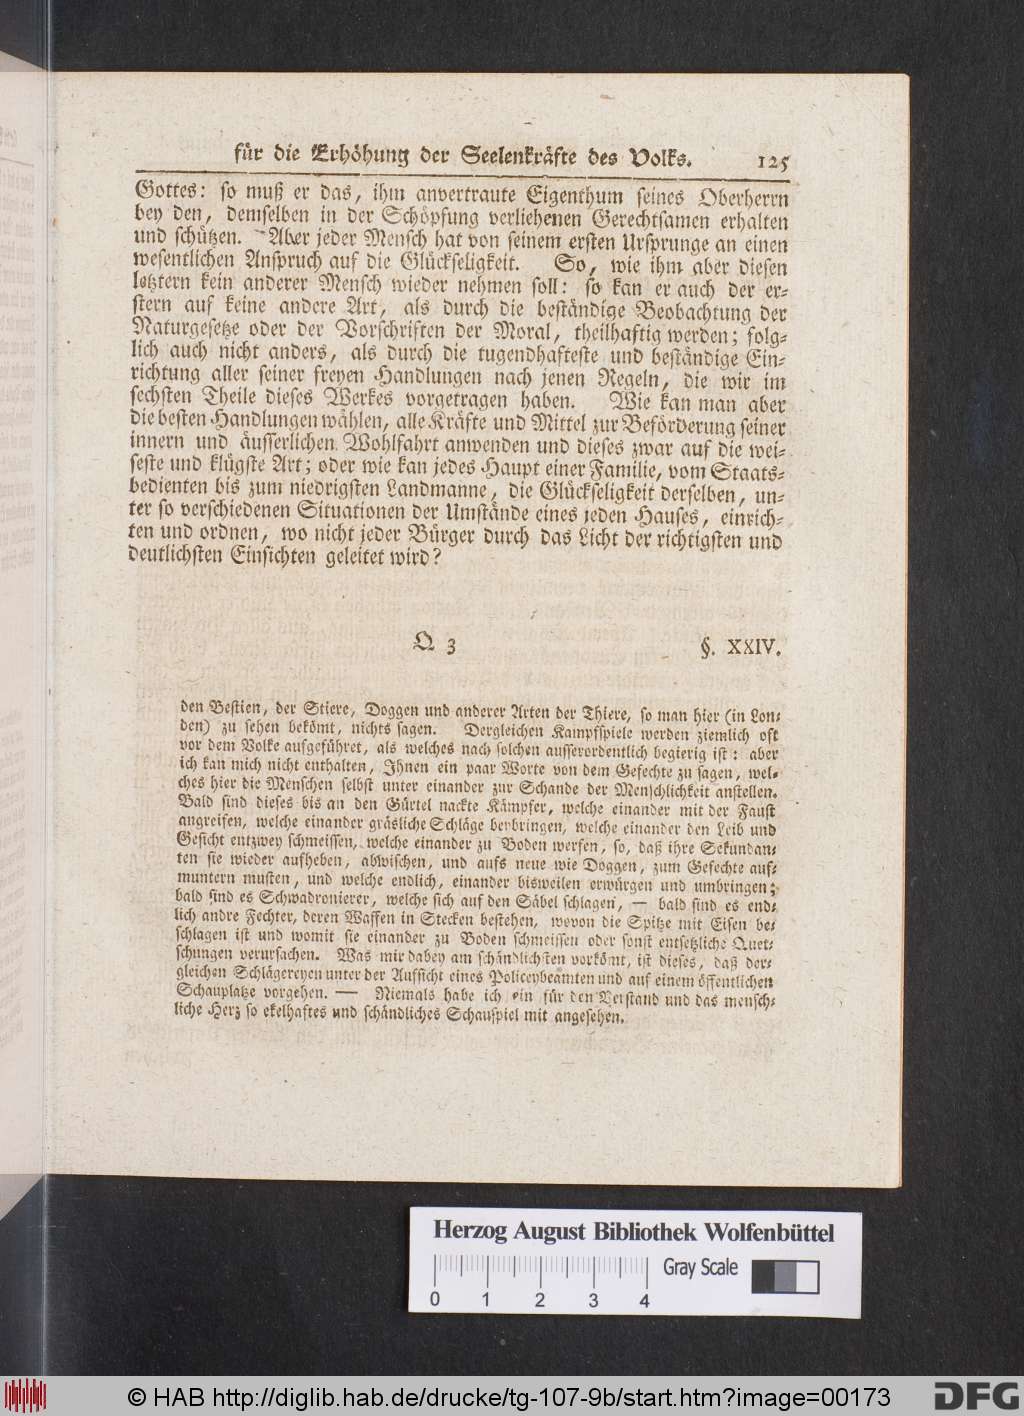 für die Erhöhung der Seelenkräfte des Volks. 125
Gottes: so muß er das, ihm anvertraute Eigenthum seines Oberherrn
bey den, demselben in der Schöpfung verliehenen Gerechtsamen erhalten
und schützen. Aber jeder Mensch hat von seinem ersten Ursprunge an einen
wesentlichen Anspruch auf die Glückseligkeit. So, wie ihm aber diesen
letztern kein anderer Mensch wieder nehmen soll: so kan er auch der er-
stern auf keine andere Art, als durch die beständige Beobachtung der
Naturgesetze oder der Vorschriften der Moral, theilhaftig werden; folg-
lich auch nicht anders, als durch die tugendhafteste und beständige Ein-
richtung aller seiner freyen Handlungen nach jenen Regeln, die wir im
sechsten Theile dieses Werkes vorgetragen haben. Wie kan man aber
die besten Handlungen wählen, alle Kräfte und Mittel zur Beförderung seiner
innern und äusserlichen Wohlfahrt anwenden und dieses zwar auf die wei-
seste und klügste Art; oder wie kan jedes Haupt einer Familie, vom Staats-
bedienten bis zum niedrigsten Landmanne, die Glückseligkeit derselben, un-
ter so verschiedenen Situationen der Umstände eines jeden Hauses, einrich-
ten und ordnen, wo nicht jeder Bürger durch das Licht der richtigsten und
deutlichsten Einsichten geleitet wird?
Q 3 §. XXIV.
den Bestien, der Stiere, Doggen und anderer Arten der Thiere, so man hier (in Lon-
den) zu sehen bekömt, nichts sagen. Dergleichen Kampfspiele werden ziemlich oft
vor dem Volke aufgeführet, als welches nach solchen ausserordentlich begierig ist: aber
ich kan mich nicht enthalten, Ihnen ein paar Worte von dem Gefechte zu sagen, wel-
ches hier die Menschen selbst unter einander zur Schande der Menschlichkeit anstellen.
Bald sind dieses bis an den Gürtel nackte Kämpfer, welche einander mit der Faust
angreifen, welche einander gräsliche Schläge beybringen, welche einander den Leib und
Gesicht entzwey schmeissen, welche einander zu Boden werfen, so, daß ihre Sekundan-
ten sie wieder aufheben, abwischen, und aufs neue wie Doggen, zum Gefechte auf-
muntern musten, und welche endlich, einander bisweilen erwürgen und umbringen;
bald sind es Schwadronierer, welche sich auf den Säbel schlagen, — bald sind es end-
lich andre Fechter, deren Waffen in Stecken bestehen, wovon die Spitze mit Eisen be-
schlagen ist und womit sie einander zu Boden schmeissen oder sonst entsetzliche Quet-
schungen verursachen. Was mir dabey am schändlichsten vorkömt, ist dieses, daß der-
gleichen Schlägereyen unter der Aufsicht eines Policeybeamten und auf einem öffentlichen
Schauplatze vorgehen. — Niemals habe ich ein für den Verstand und das mensch-
liche Herz so ekelhaftes und schändliches Schauspiel mit angesehen.
Herzog August Bibliothek Wolfenbüttel
Gray Scale
0 1 2 3 4
© HAB http://diglib.hab.de/drucke/tg-107-9b/start.htm?image=00173
DFG